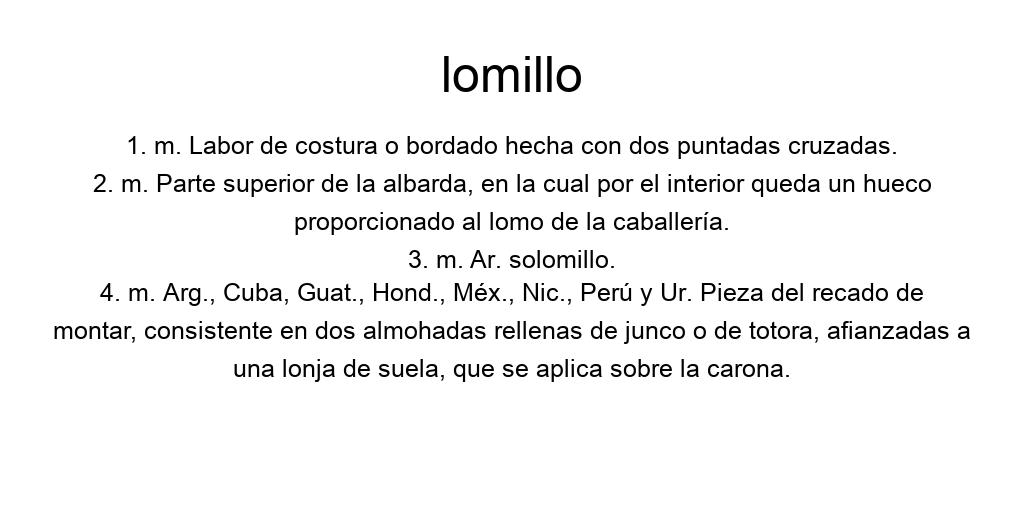 lomillo
1. m. Labor de costura o bordado hecha con dos puntadas cruzadas.
2. m. Parte superior de la albarda, en la cual por el interior queda un hueco
proporcionado al lomo de la caballería.
3. m. Ar. solomillo.
4. m. Arg., Cuba, Guat., Hond., Méx., Nic., Perú y Ur. Pieza del recado de
montar, consistente en dos almohadas rellenas de junco o de totora, afianzadas a
una lonja de suela, que se aplica sobre la carona.